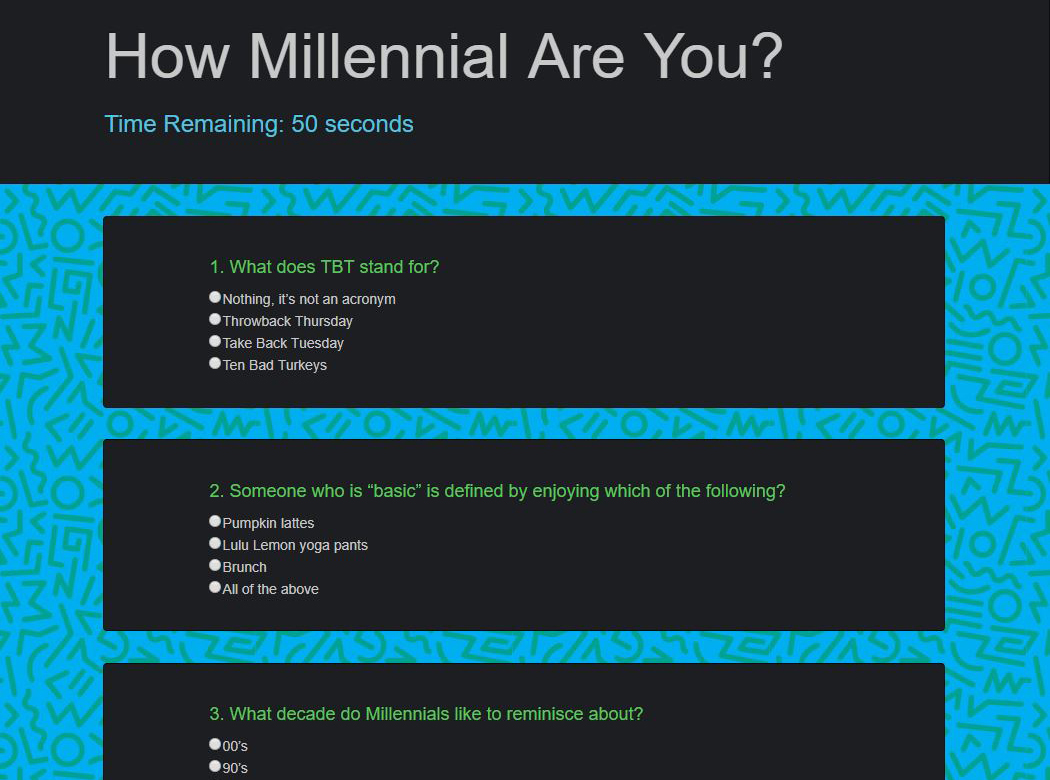 How Millennial Are You?
Time Remaining: 50 seconds
1. What does TBT stand for?
Nothing, it’s not an acronym
Throwback Thursday
Take Back Tuesday
Ten Bad Turkeys
2. Someone who is “basic” is defined by enjoying which of the following?
Pumpkin lattes
Lulu Lemon yoga pants
Brunch
All of the above
3. What decade do Millennials like to reminisce about?
00’s
90’s